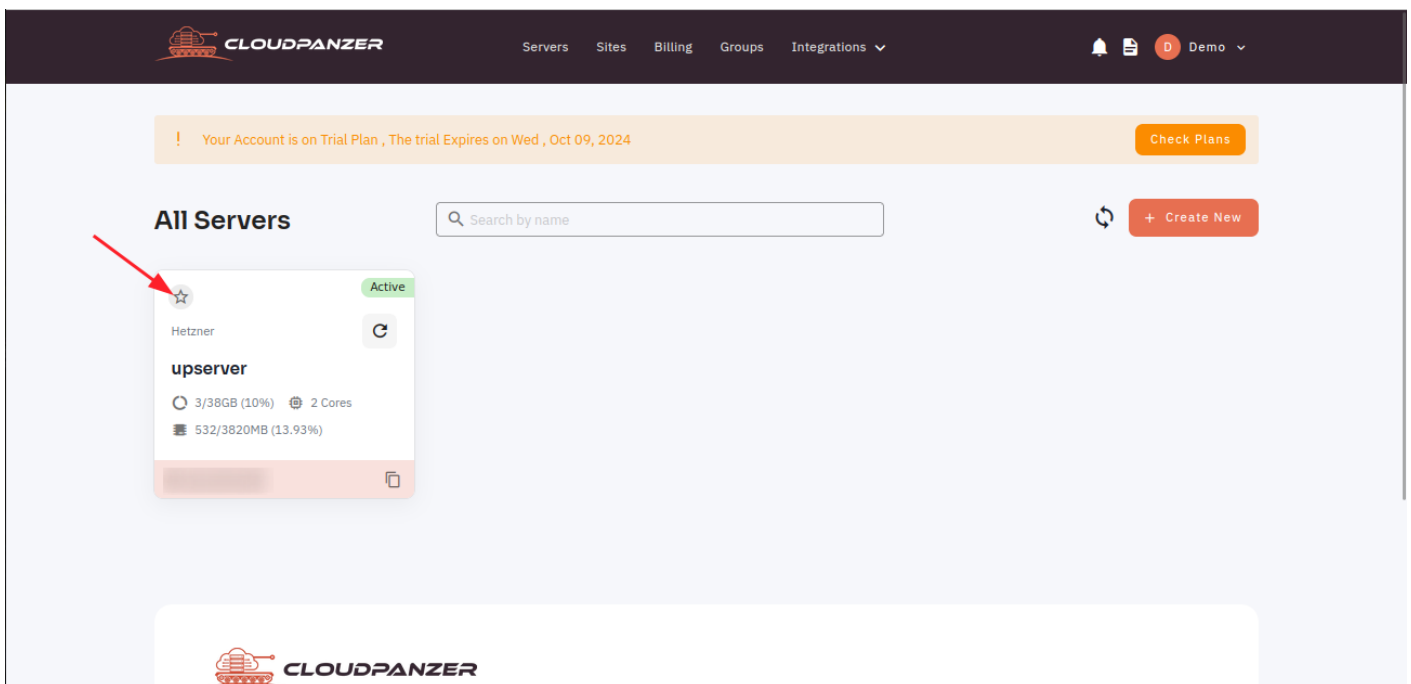 CLOUDPANZER
Servers Sites Billing Groups Integrations
D Demo
! Your Account is on Trial Plan , The trial Expires on Wed , Oct 09, 2024
Check Plans
All Servers
Search by name
+ Create New
Active
Hetzner
upserver
3/38GB (10%) 2 Cores
532/3820MB (13.93%)
CLOUDPANZER